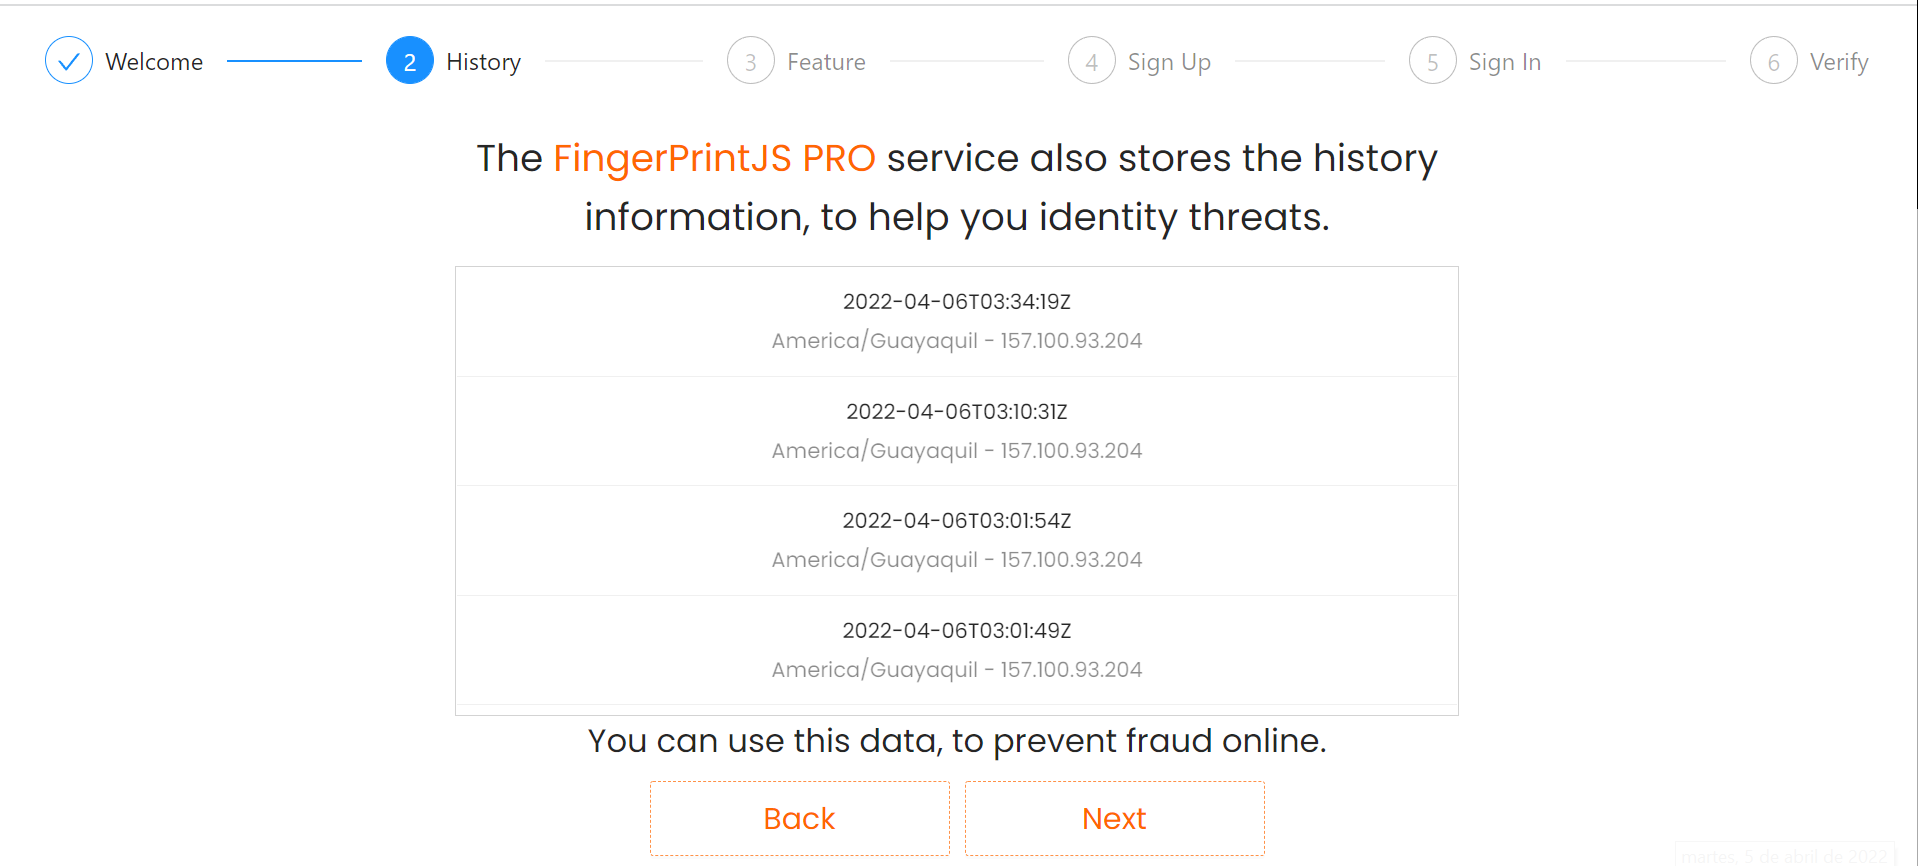 Welcome
2 History
3 Feature
4 Sign Up
5 Sign In
6 Verify
The FingerPrintJS PRO service also stores the history
information, to help you identity threats.
2022-04-06T03:34:19Z
America/Guayaquil - 157.100.93.204
2022-04-06T03:10:31Z
America/Guayaquil - 157.100.93.204
2022-04-06T03:01:54Z
America/Guayaquil - 157.100.93.204
2022-04-06T03:01:49Z
America/Guayaquil - 157.100.93.204
You can use this data, to prevent fraud online.
Back
Next
martes, 5 de abril de 2022